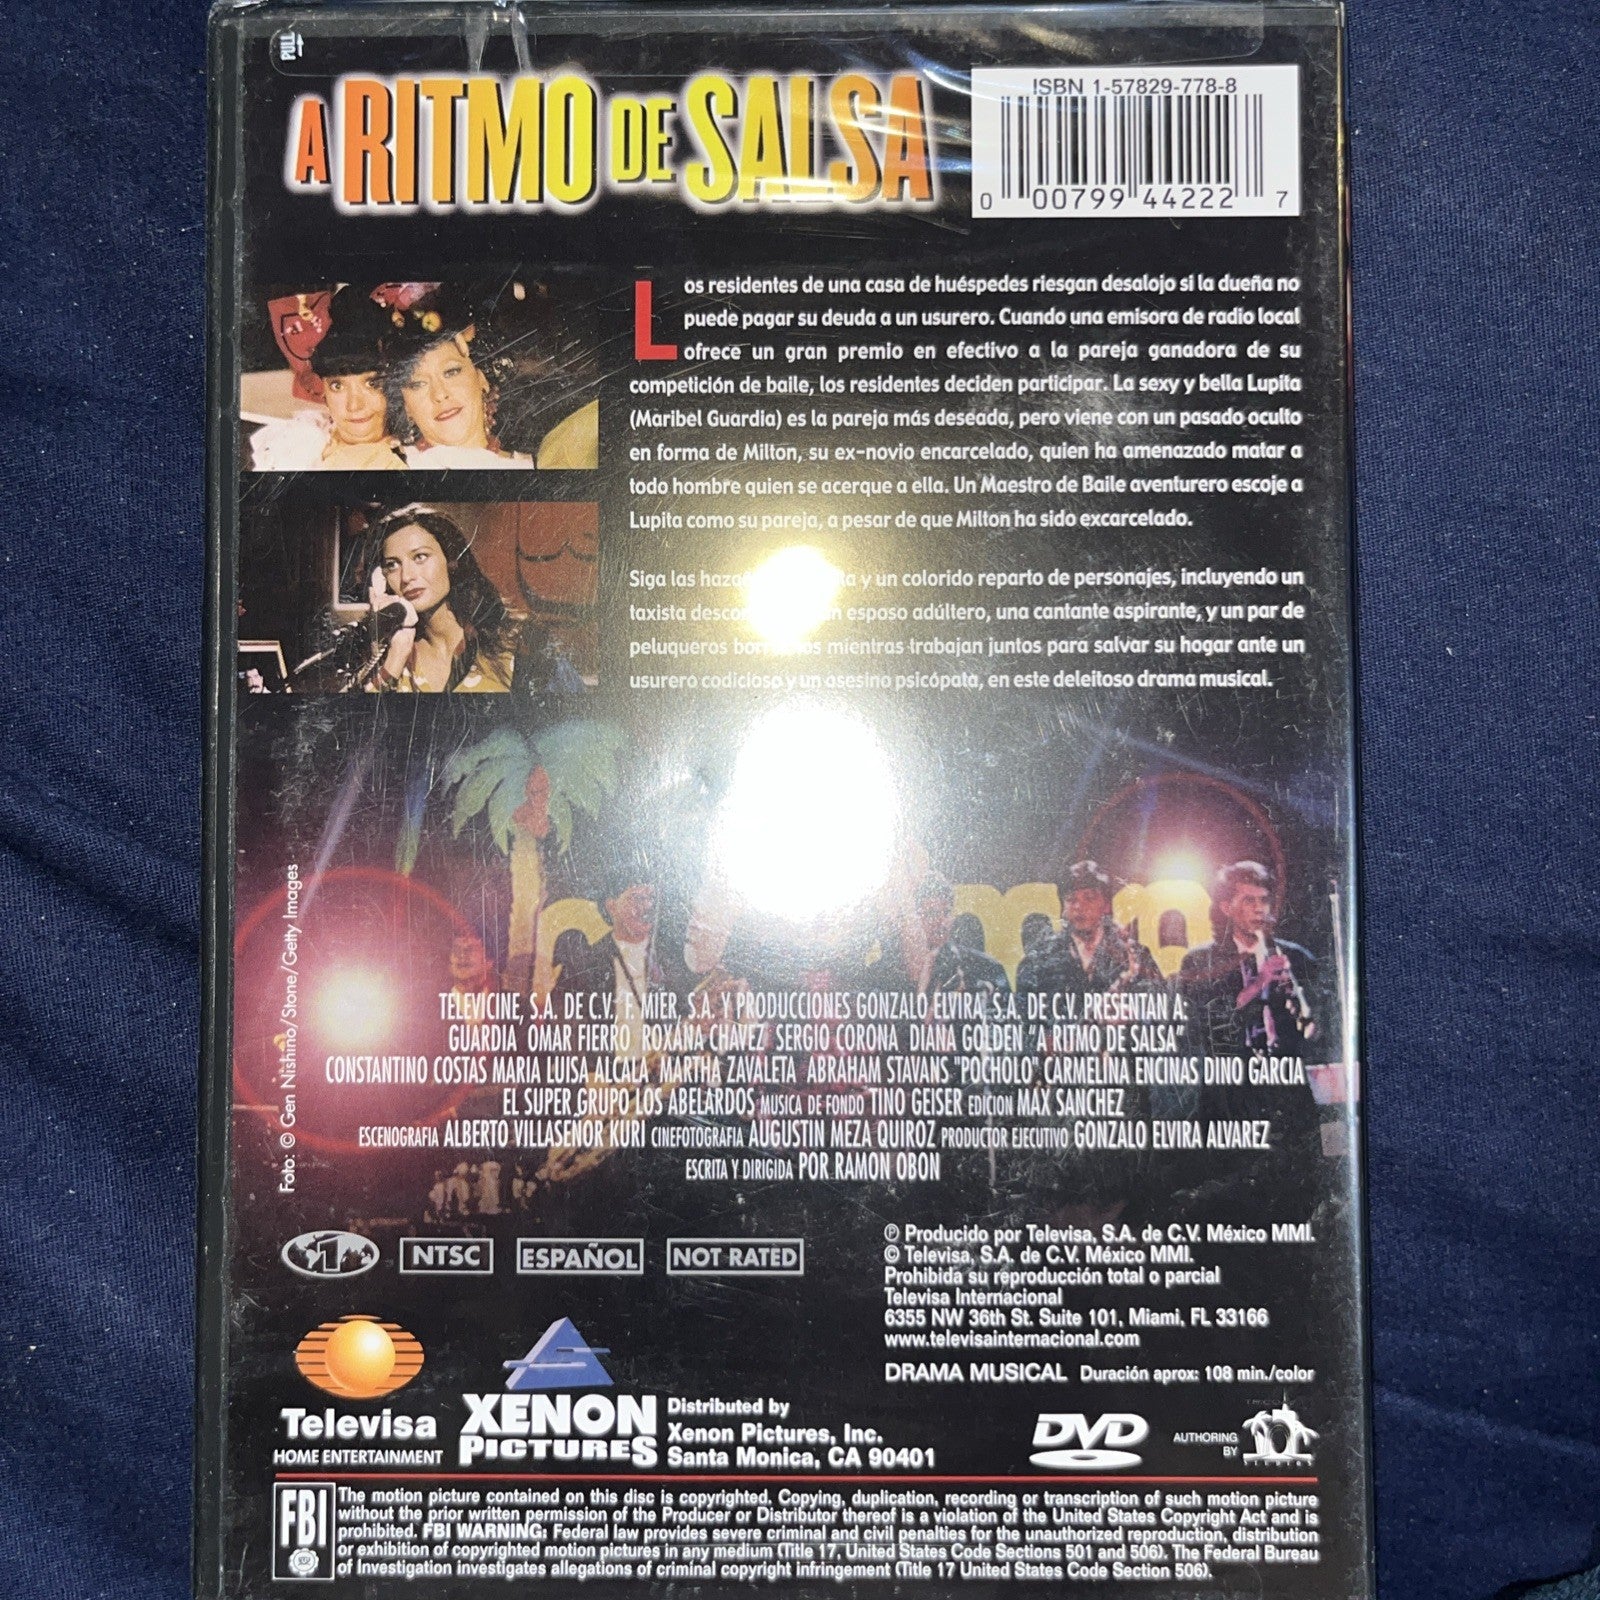 PULL
A RITMO DE SALSA
ISBN 1-57829-778-8
0 00799 44222 7
Los residentes de una casa de huéspedes riesgan desalojo si la dueña no
puede pagar su deuda a un usurero. Cuando una emisora de radio local
ofrece un gran premio en efectivo a la pareja ganadora de su
competición de baile, los residentes deciden participar. La sexy y bella Lupita
(Maribel Guardia) es la pareja más deseada, pero viene con un pasado oculto
en forma de Milton, su ex-novio encarcelado, quien ha amenazado matar a
todo hombre quien se acerque a ella. Un Maestro de Baile aventurero escoje a
Lupita como su pareja, a pesar de que Milton ha sido excarcelado.
Siga las y un colorido reparto de personajes, incluyendo un
taxista esposo adúltero, una cantante aspirante, y un par de
peluqueros mientras trabajan juntos para salvar su hogar ante un
usurero codicioso y un asesino psicópata, en este deleitoso drama musical.
Foto: © Gen Nishino/Stone/Getty Images
TELEVICINE, S.A. DE C.V., F. MIER, S.A. Y PRODUCCIONES GONZALO ELVIRA, S.A. DE C.V. PRESENTAN A:
GUARDIA OMAR FIERRO ROXANA CHAVEZ SERGIO CORONA DIANA GOLDEN "A RITMO DE SALSA"
CONSTANTINO COSTAS MARIA LUISA ALCALA MARTHA ZAVALETA ABRAHAM STAVANS "POCHOLO" CARMELINA ENCINAS DINO GARCIA
EL SUPER GRUPO LOS ABELARDOS MUSICA DE FONDO TINO GEISER EDICION MAX SANCHEZ
ESCENOGRAFIA ALBERTO VILLASEÑOR KURI CINEFOTOGRAFIA AUGUSTIN MEZA QUIROZ PRODUCTOR EJECUTIVO GONZALO ELVIRA ALVAREZ
ESCRITA Y DIRIGIDA POR RAMON OBON
1 NTSC ESPAÑOL NOT RATED
℗ Producido por Televisa, S.A. de C.V. México MMI.
© Televisa, S.A. de C.V. México MMI.
Prohibida su reproducción total o parcial
Televisa Internacional
6355 NW 36th St. Suite 101, Miami, FL 33166
www.televisainternacional.com
DRAMA MUSICAL Duración aprox: 108 min./color
Televisa
HOME ENTERTAINMENT
XENON
PICTURES
Distributed by
Xenon Pictures, Inc.
Santa Monica, CA 90401
DVD
AUTHORING
BY
STUDIOS
FBI
The motion picture contained on this disc is copyrighted. Copying, duplication, recording or transcription of such motion picture
without the prior written permission of the Producer or Distributor thereof is a violation of the United States Copyright Act and is
prohibited. FBI WARNING: Federal law provides severe criminal and civil penalties for the unauthorized reproduction, distribution
or exhibition of copyrighted motion pictures in any medium (Title 17, United States Code Sections 501 and 506). The Federal Bureau
of Investigation investigates allegations of criminal copyright infringement (Title 17 United States Code Section 506).